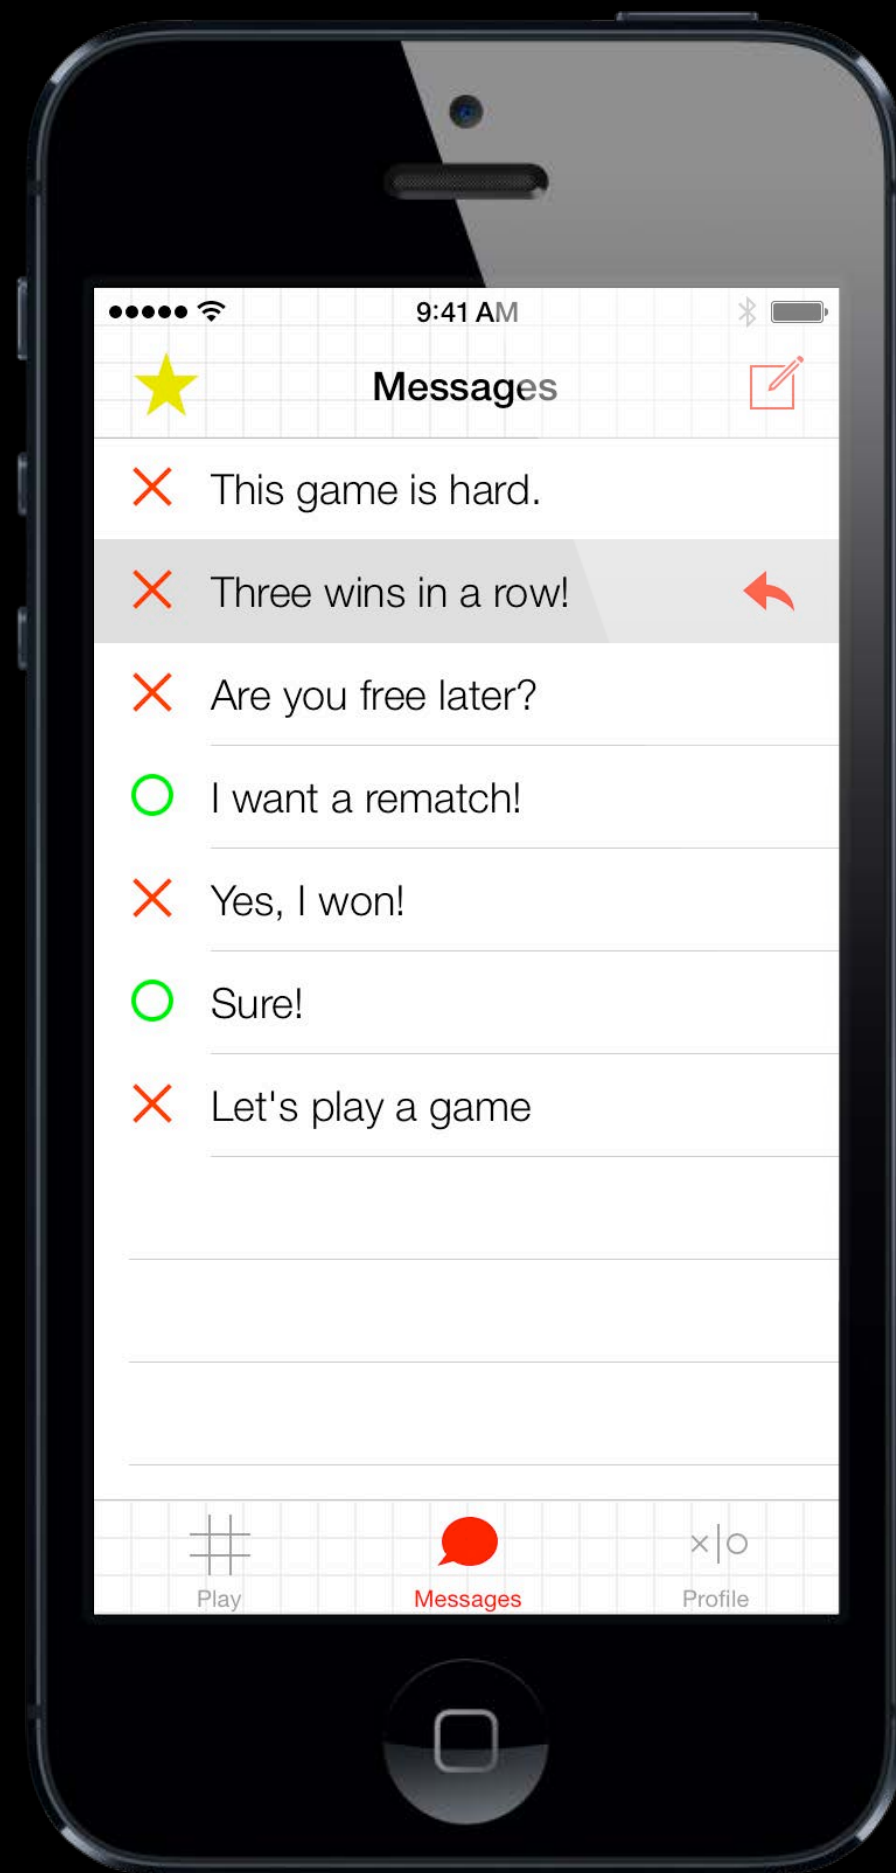 9:41 AM
Messages
This game is hard.
Three wins in a row!
Are you free later?
I want a rematch!
Yes, I won!
Sure!
Let's play a game
Play
Messages
Profile